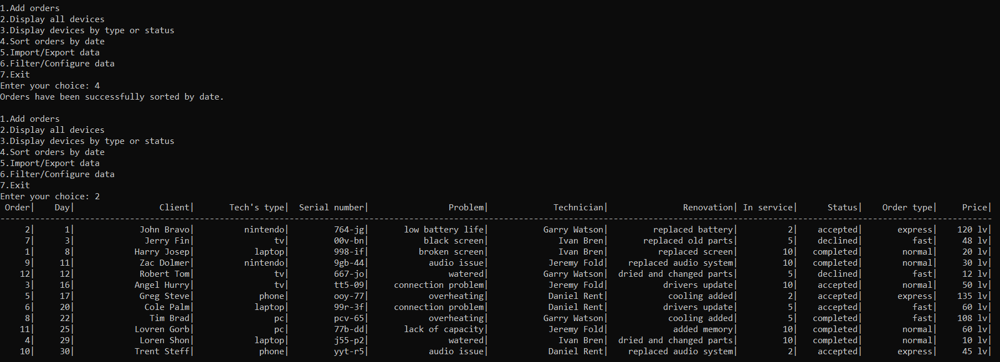 1.Add orders
2.Display all devices
3.Display devices by type or status
4.Sort orders by date
5.Import/Export data
6.Filter/Configure data
7.Exit
Enter your choice: 4
Orders have been successfully sorted by date.

1.Add orders
2.Display all devices
3.Display devices by type or status
4.Sort orders by date
5.Import/Export data
6.Filter/Configure data
7.Exit
Enter your choice: 2
Order| Day| Client| Tech's type| Serial number| Problem| Technician| Renovation| In service| Status| Order type| Price|
2| 1| John Bravo| nintendo| 764-jg| low battery life| Garry Watson| replaced battery| 2| accepted| express| 120 lv|
7| 3| Jerry Fin| tv| 00v-bn| black screen| Ivan Bren| replaced old parts| 5| declined| fast| 48 lv|
1| 8| Harry Josep| laptop| 998-if| broken screen| Ivan Bren| replaced screen| 10| completed| normal| 20 lv|
9| 11| Zac Dolmer| nintendo| 9gb-44| audio issue| Jeremy Fold| replaced audio system| 10| completed| normal| 30 lv|
12| 12| Robert Tom| tv| 667-jo| watered| Garry Watson| dried and changed parts| 5| declined| fast| 12 lv|
3| 16| Angel Hurry| tv| tt5-09| connection problem| Jeremy Fold| drivers update| 10| accepted| normal| 50 lv|
5| 17| Greg Steve| phone| ooy-77| overheating| Daniel Rent| cooling added| 2| accepted| express| 135 lv|
6| 20| Cole Palm| laptop| 99r-3f| connection problem| Daniel Rent| drivers update| 5| accepted| fast| 60 lv|
8| 22| Tim Brad| pc| pcv-65| overheating| Garry Watson| cooling added| 5| completed| fast| 108 lv|
11| 25| Lovren Gorb| pc| 77b-dd| lack of capacity| Jeremy Fold| added memory| 10| completed| normal| 60 lv|
4| 29| Loren Shon| laptop| j55-p2| watered| Ivan Bren| dried and changed parts| 10| completed| normal| 10 lv|
10| 30| Trent Steff| phone| yyt-r5| audio issue| Daniel Rent| replaced audio system| 2| accepted| express| 45 lv|